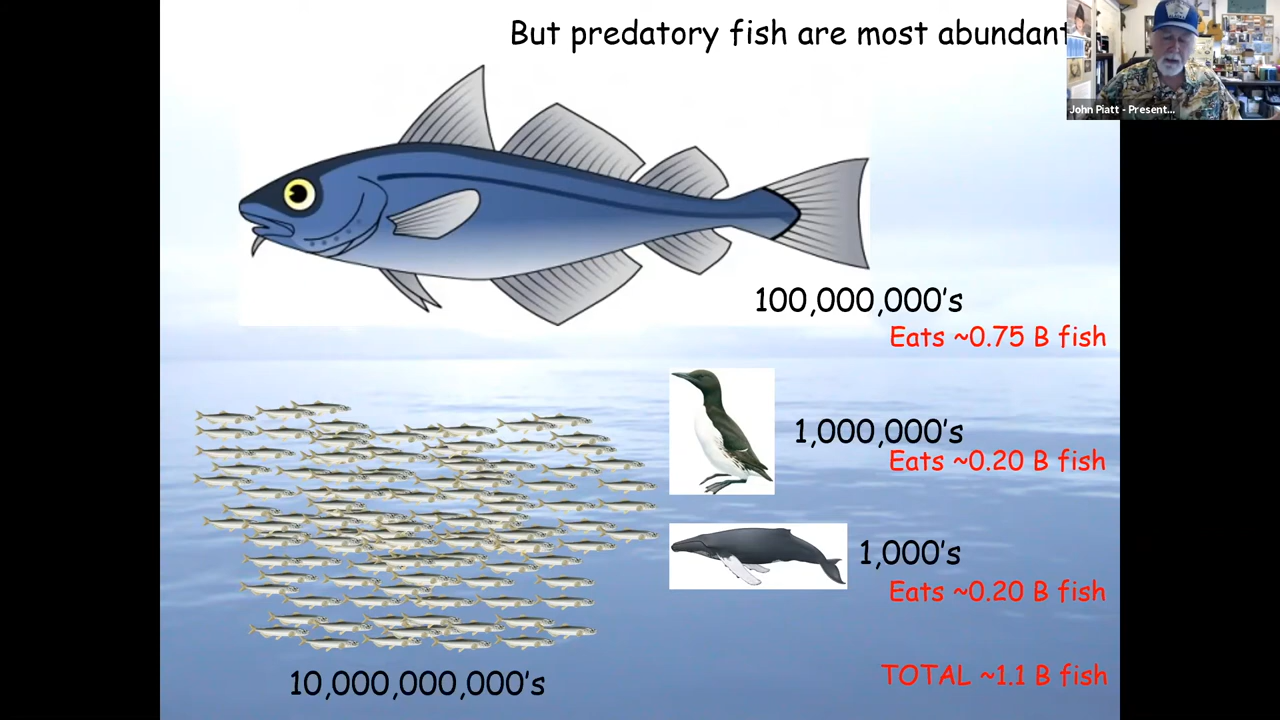 But predatory fish are most abundant
John Piatt - Present...
100,000,000's
Eats ~0.75 B fish
1,000,000's
Eats ~0.20 B fish
1,000's
Eats ~0.20 B fish
10,000,000,000's
TOTAL ~1.1 B fish